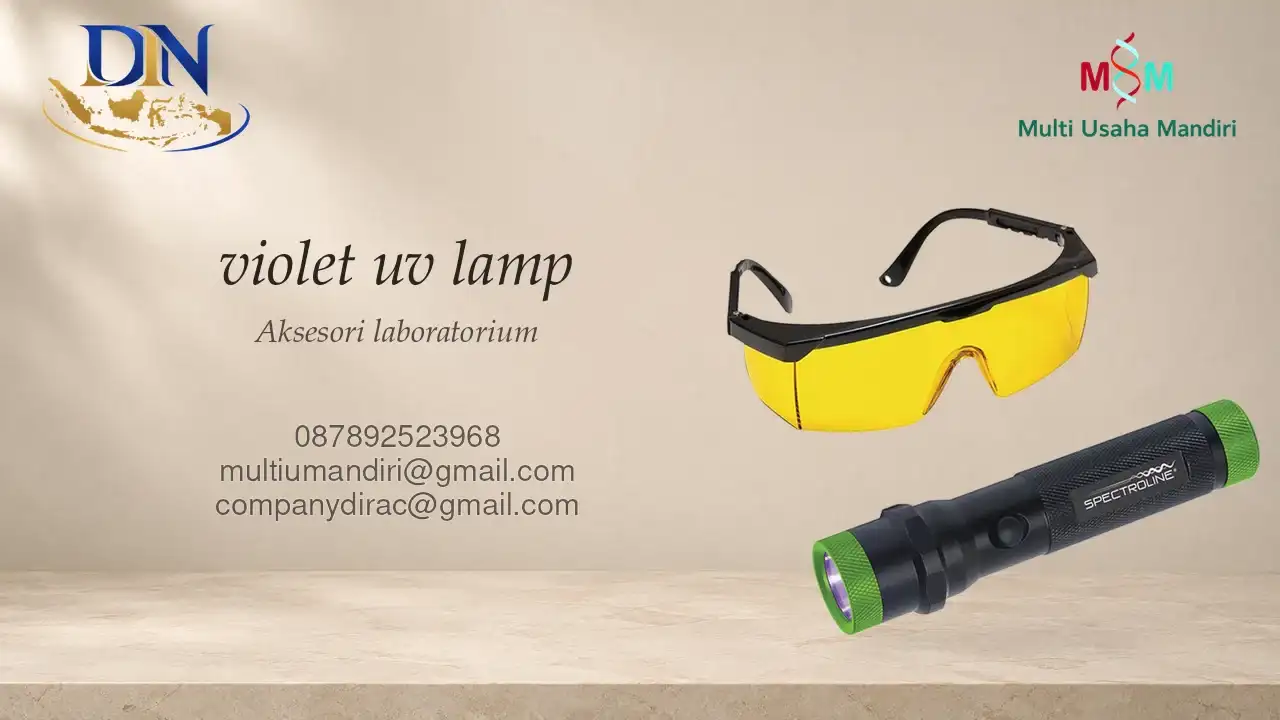 DN
MSM
Multi Usaha Mandiri
violet uv lamp
Aksesori laboratorium
087892523968
multiumandiri@gmail.com
companydirac@gmail.com
SPECTROLINE®